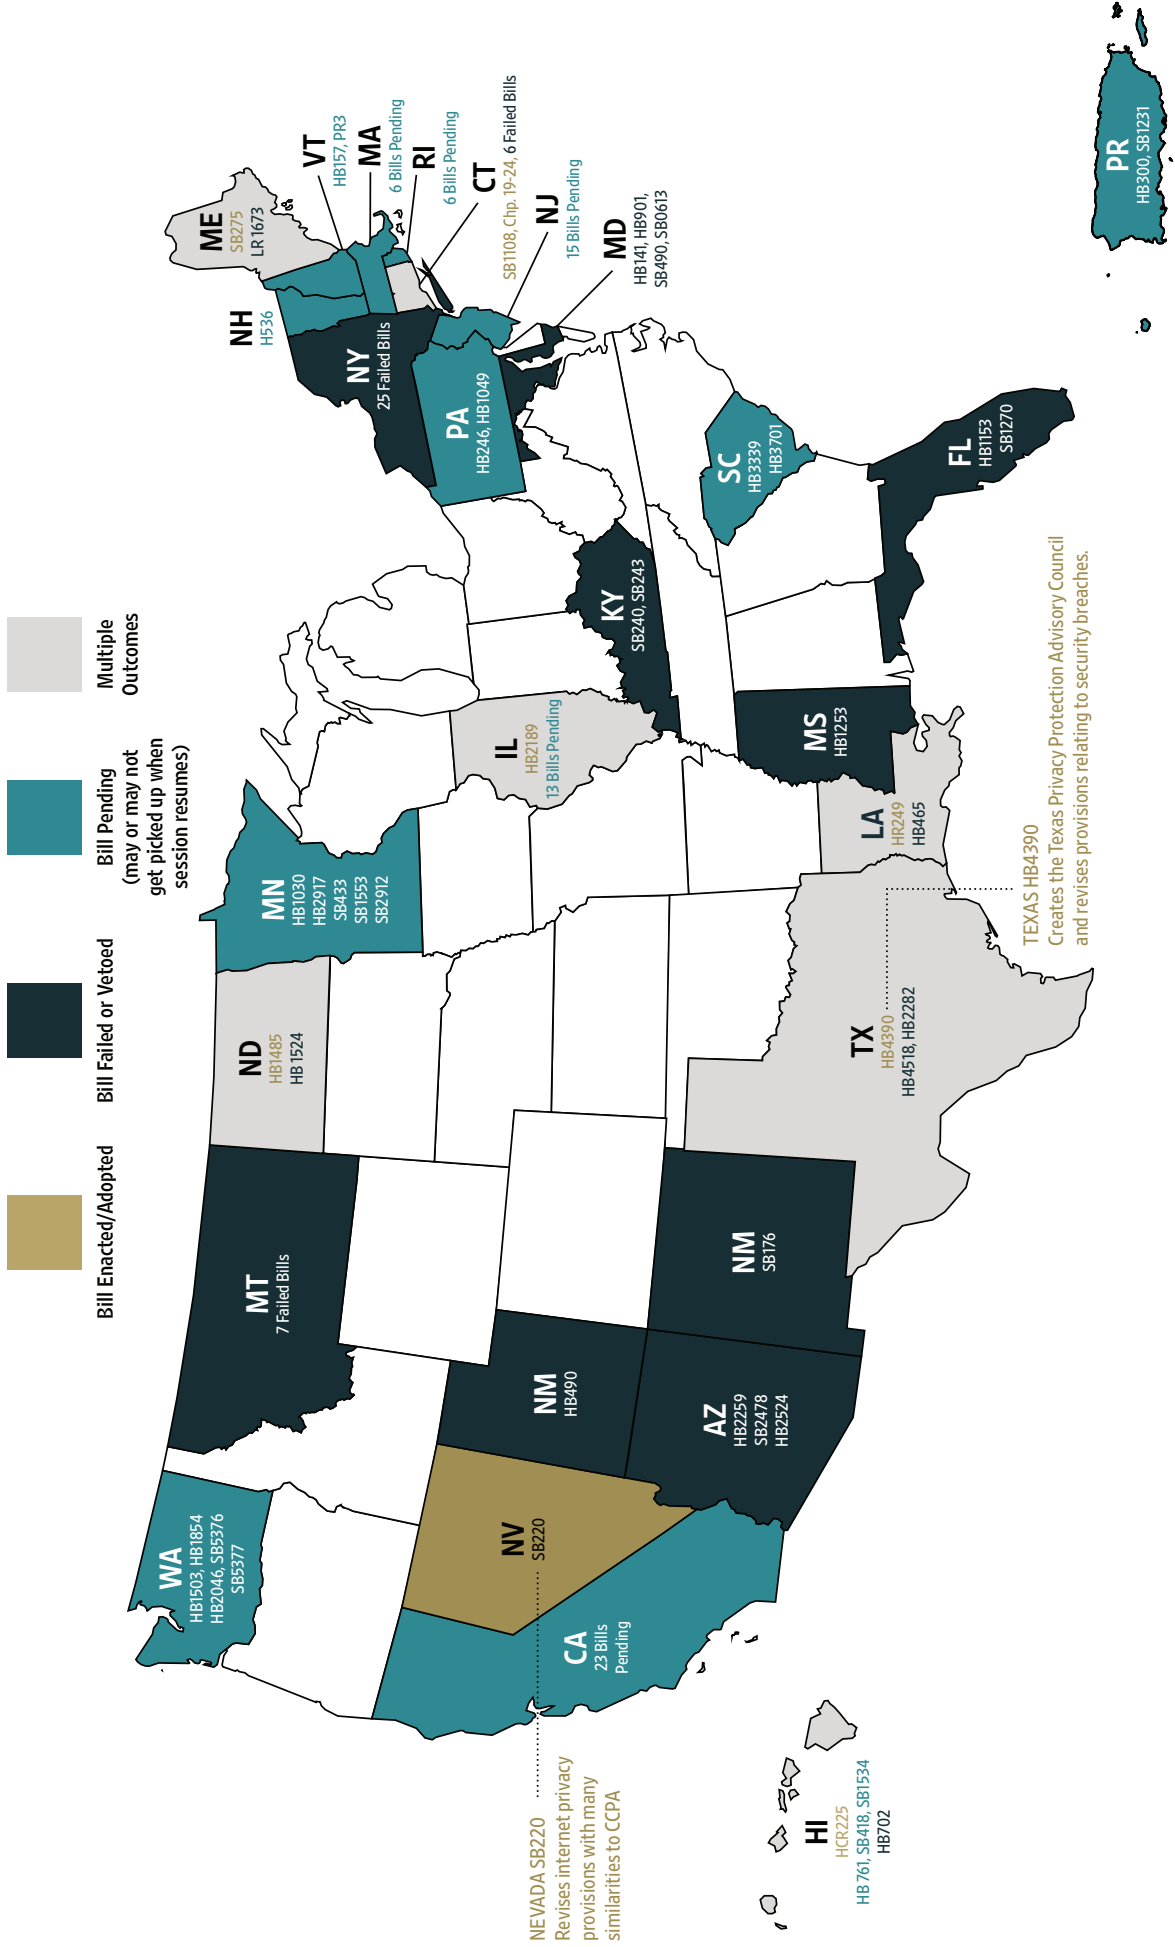 Bill Enacted/Adopted
Bill Failed or Vetoed
Bill Pending
(may or may not
get picked up when
session resumes)
Multiple
Outcomes
WA
HB1503, HB1854
HB2046, SB5376
SB5377
MT
7 Failed Bills
ND
HB1485
HB 1524
MN
HB1030
HB2917
SB433
SB1553
SB2912
NH
H536
ME
SB275
LR 1673
VT
HB157, PR3
MA
6 Bills Pending
RI
6 Bills Pending
CT
SB1108, Chp. 19-24, 6 Failed Bills
NJ
15 Bills Pending
MD
HB141, HB901,
SB490, SB0613
NY
25 Failed Bills
PA
HB246, HB1049
IL
HB2189
13 Bills Pending
KY
SB240, SB243
SC
HB3339
HB3701
FL
HB1153
SB1270
MS
HB1253
LA
HR249
HB465
TX
HB4390
HB4518, HB2282
TEXAS HB4390
Creates the Texas Privacy Protection Advisory Council
and revises provisions relating to security breaches.
NM
SB176
NM
HB490
AZ
HB2259
SB2478
HB2524
NV
SB220
CA
23 Bills
Pending
NEVADA SB220
Revises internet privacy
provisions with many
similarities to CCPA
HI
HCR225
HB 761, SB418, SB1534
HB702
PR
HB300, SB1231